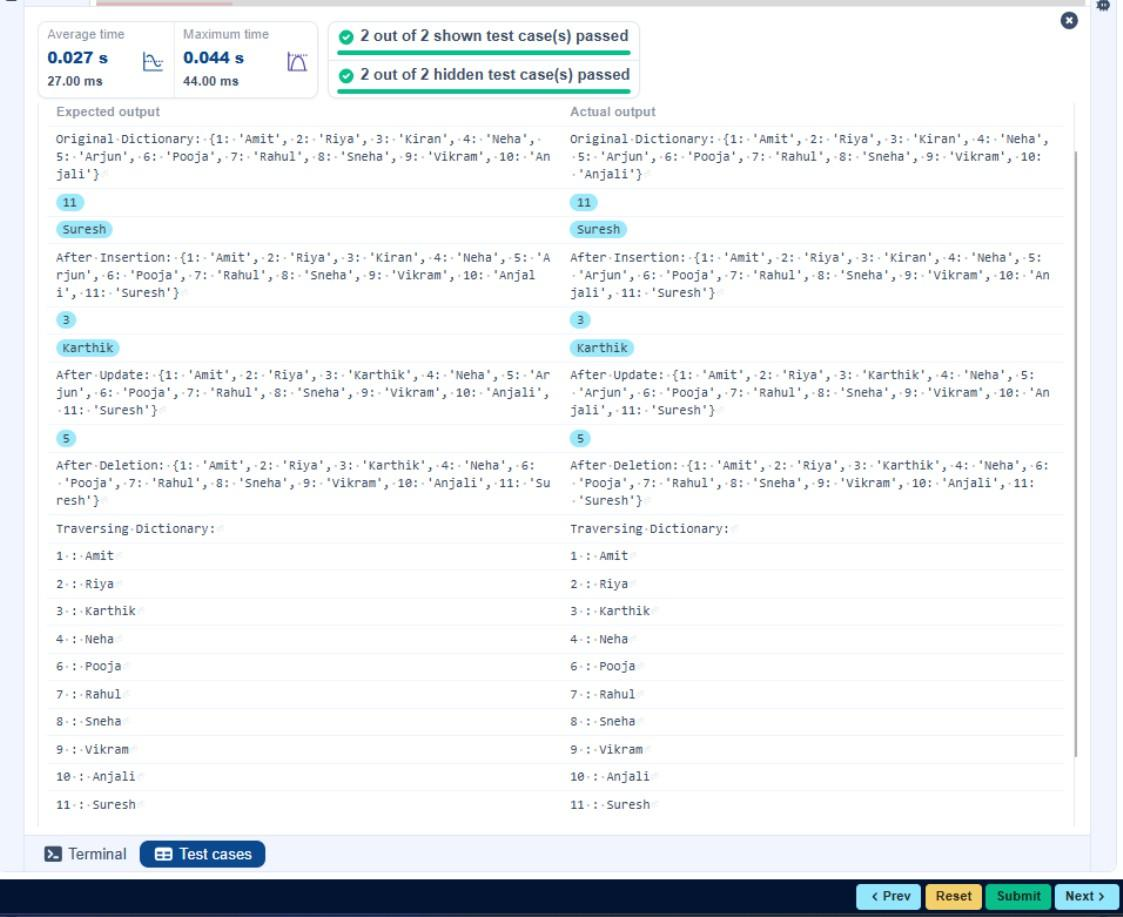 Average time
0.027 s
27.00 ms
Maximum time
0.044 s
44.00 ms
2 out of 2 shown test case(s) passed
2 out of 2 hidden test case(s) passed
Expected output
Original·Dictionary:·{1:·'Amit',·2:·'Riya',·3:·'Kiran',·4:·'Neha',·
5:·'Arjun',·6:·'Pooja',·7:·'Rahul',·8:·'Sneha',·9:·'Vikram',·10:·'An
jali'}
11
Suresh
After·Insertion:·{1:·'Amit',·2:·'Riya',·3:·'Kiran',·4:·'Neha',·5:·'A
rjun',·6:·'Pooja',·7:·'Rahul',·8:·'Sneha',·9:·'Vikram',·10:·'Anjal
i',·11:·'Suresh'}
3
Karthik
After·Update:·{1:·'Amit',·2:·'Riya',·3:·'Karthik',·4:·'Neha',·5:·'Ar
jun',·6:·'Pooja',·7:·'Rahul',·8:·'Sneha',·9:·'Vikram',·10:·'Anjali',
·11:·'Suresh'}
5
After·Deletion:·{1:·'Amit',·2:·'Riya',·3:·'Karthik',·4:·'Neha',·6:
·'Pooja',·7:·'Rahul',·8:·'Sneha',·9:·'Vikram',·10:·'Anjali',·11:·'Su
resh'}
Traversing·Dictionary:
1·:·Amit
2·:·Riya
3·:·Karthik
4·:·Neha
6·:·Pooja
7·:·Rahul
8·:·Sneha
9·:·Vikram
10·:·Anjali
11·:·Suresh
Actual output
Original·Dictionary:·{1:·'Amit',·2:·'Riya',·3:·'Kiran',·4:·'Neha',
·5:·'Arjun',·6:·'Pooja',·7:·'Rahul',·8:·'Sneha',·9:·'Vikram',·10:
·'Anjali'}
11
Suresh
After·Insertion:·{1:·'Amit',·2:·'Riya',·3:·'Kiran',·4:·'Neha',·5:
·'Arjun',·6:·'Pooja',·7:·'Rahul',·8:·'Sneha',·9:·'Vikram',·10:·'An
jali',·11:·'Suresh'}
3
Karthik
After·Update:·{1:·'Amit',·2:·'Riya',·3:·'Karthik',·4:·'Neha',·5:
·'Arjun',·6:·'Pooja',·7:·'Rahul',·8:·'Sneha',·9:·'Vikram',·10:·'An
jali',·11:·'Suresh'}
5
After·Deletion:·{1:·'Amit',·2:·'Riya',·3:·'Karthik',·4:·'Neha',·6:
·'Pooja',·7:·'Rahul',·8:·'Sneha',·9:·'Vikram',·10:·'Anjali',·11:
·'Suresh'}
Traversing·Dictionary:
1·:·Amit
2·:·Riya
3·:·Karthik
4·:·Neha
6·:·Pooja
7·:·Rahul
8·:·Sneha
9·:·Vikram
10·:·Anjali
11·:·Suresh
Terminal
Test cases
< Prev
Reset
Submit
Next >